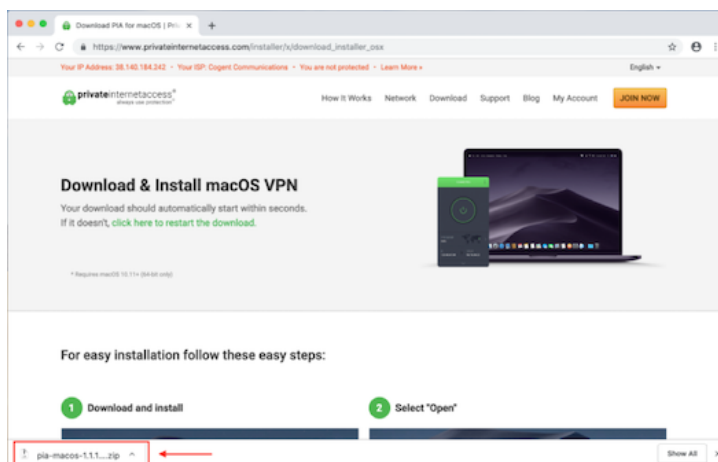 Download PIA for macOS | Priv
https://www.privateinternetaccess.com/installer/x/download_installer_osx
Your IP Address: 38.140.184.242 • Your ISP: Cogent Communications • You are not protected • Learn More »
English
privateinternetaccess®
always use protection®
How It Works Network Download Support Blog My Account JOIN NOW
Download & Install macOS VPN
Your download should automatically start within seconds.
If it doesn't, click here to restart the download.
* Requires macOS 10.11+ (64-bit only)
For easy installation follow these easy steps:
1 Download and install
2 Select "Open"
pia-macos-1.1.1....zip
Show All